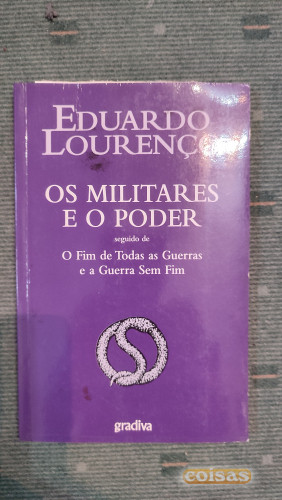 EDUARDO
LOURENÇO
OS MILITARES
E O PODER
seguido de
O Fim de Todas as Guerras
e a Guerra Sem Fim
gradiva
coisas